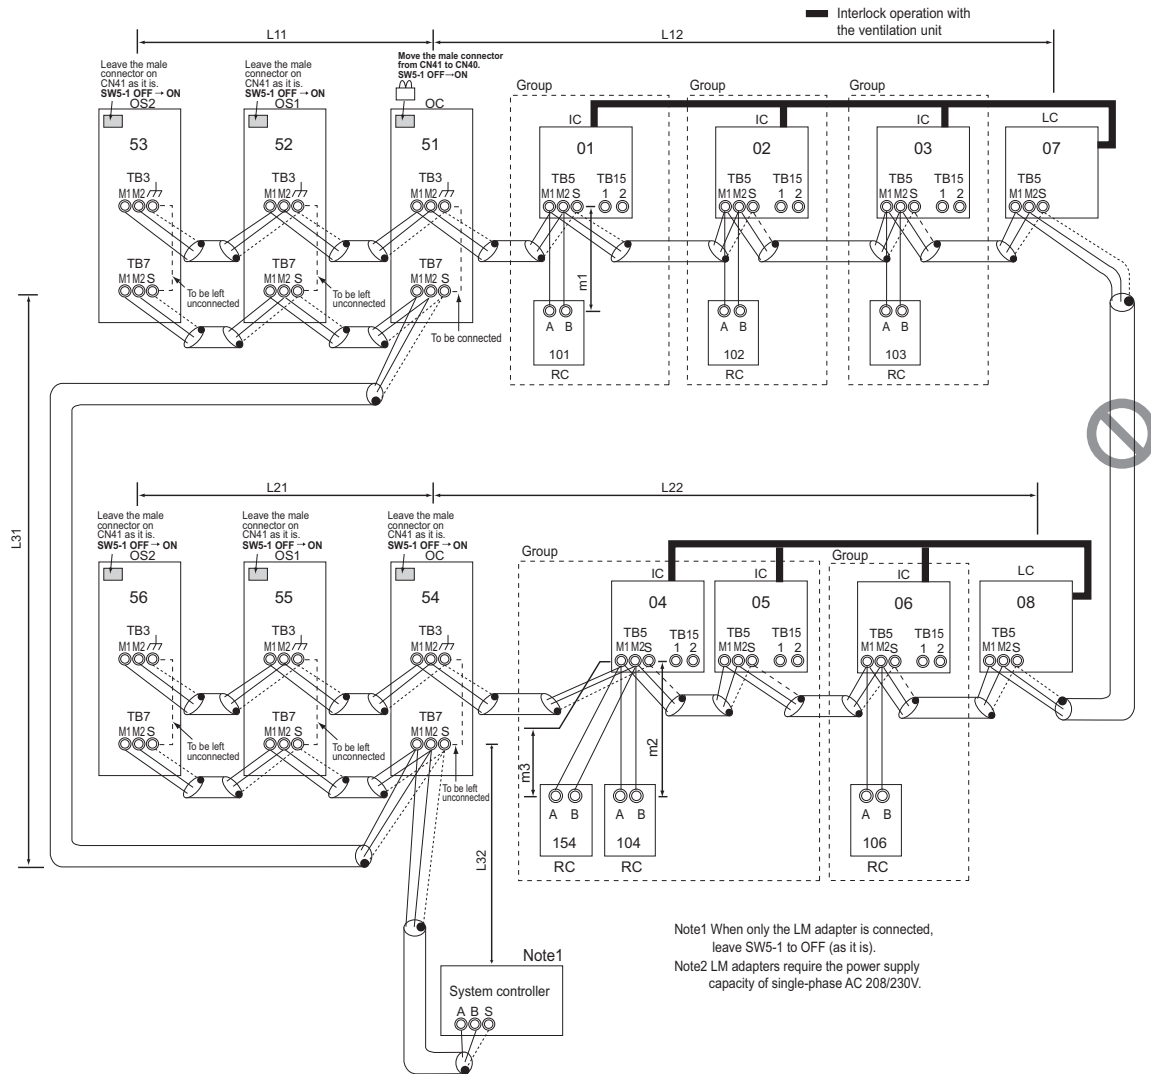 Interlock operation with
the ventilation unit
L11
L12
Leave the male
connector on
CN41 as it is.
SW5-1 OFF → ON
OS2
Leave the male
connector on
CN41 as it is.
SW5-1 OFF → ON
OS1
Move the male connector
from CN41 to CN40.
SW5-1 OFF→ON
OC
Group
Group
Group
IC
IC
IC
LC
53
52
51
01
02
03
07
TB3
M1 M2
TB3
M1 M2
TB3
M1 M2
TB5
M1 M2 S
TB15
1 2
TB5
M1 M2 S
TB15
1 2
TB5
M1 M2 S
TB15
1 2
TB5
M1 M2 S
TB7
M1 M2 S
TB7
M1 M2 S
TB7
M1 M2 S
To be left
unconnected
To be left
unconnected
To be connected
m1
A B
101
RC
A B
102
RC
A B
103
RC
L31
L21
L22
Leave the male
connector on
CN41 as it is.
SW5-1 OFF → ON
OS2
Leave the male
connector on
CN41 as it is.
SW5-1 OFF → ON
OS1
Leave the male
connector on
CN41 as it is.
SW5-1 OFF → ON
OC
Group
Group
IC
IC
IC
LC
56
55
54
04
05
06
08
TB3
M1 M2
TB3
M1 M2
TB3
M1 M2
TB5
M1 M2 S
TB15
1 2
TB5
M1 M2 S
TB15
1 2
TB5
M1 M2 S
TB15
1 2
TB5
M1 M2 S
TB7
M1 M2 S
TB7
M1 M2 S
TB7
M1 M2 S
To be left
unconnected
To be left
unconnected
To be left
unconnected
m3
m2
A B
154
RC
A B
104
RC
A B
106
RC
L32
Note1
System controller
A B S
Note1 When only the LM adapter is connected,
leave SW5-1 to OFF (as it is).
Note2 LM adapters require the power supply
capacity of single-phase AC 208/230V.